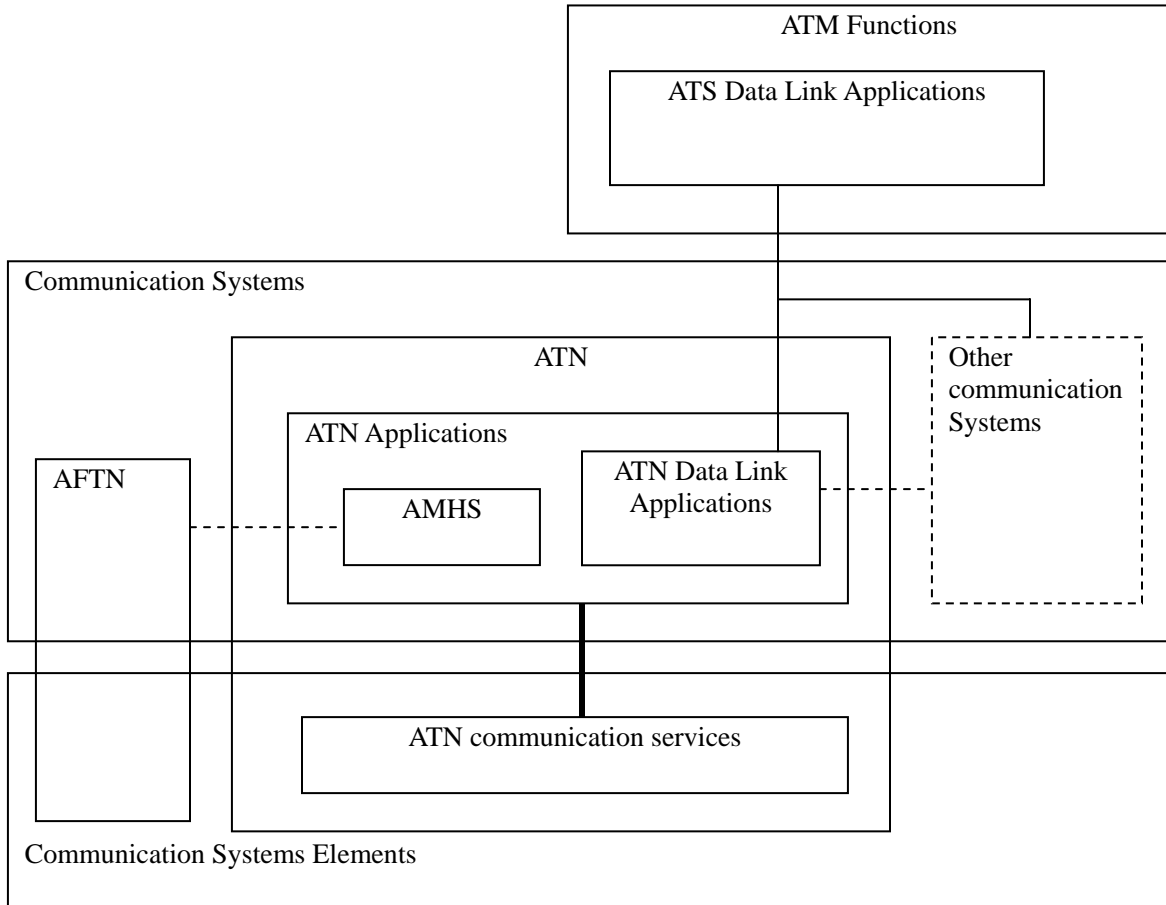 ATM Functions
ATS Data Link Applications
Communication Systems
ATN
Other
communication
Systems
ATN Applications
ATN Data Link
Applications
AFTN
AMHS
ATN communication services
Communication Systems Elements